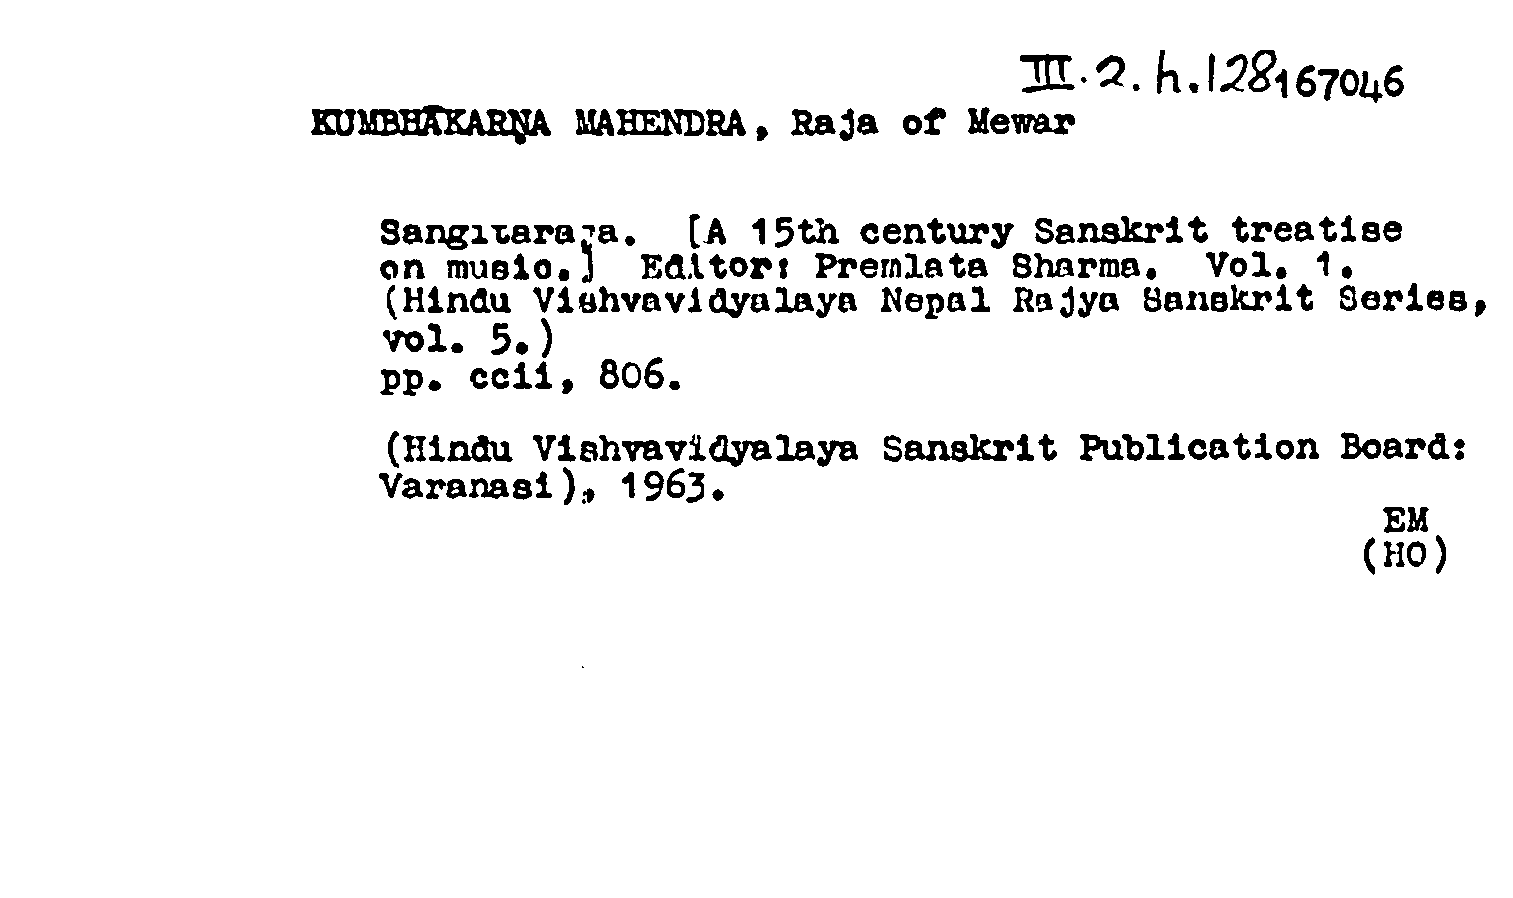 III.2.h.128 167046
KUMBHĀKARṆA MAHENDRA, Raja of Mewar
Sangitaraja. [A 15th century Sanskrit treatise
on music.] Editor: Premlata Sharma. Vol. 1.
(Hindu Vishvavidyalaya Nepal Rajya Sanskrit Series,
vol. 5.)
pp. ccii, 806.
(Hindu Vishvavidyalaya Sanskrit Publication Board:
Varanasi), 1963.
EM
(HO)